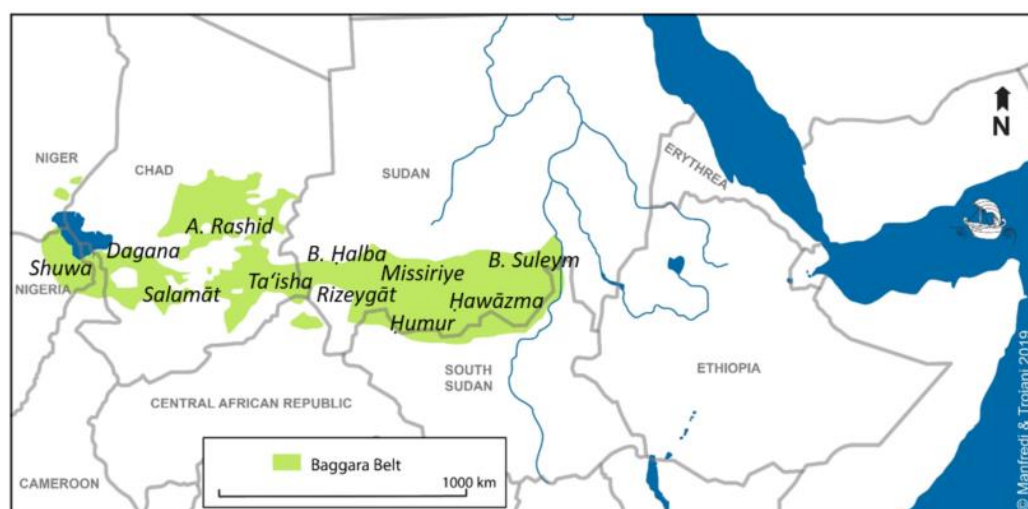 N
NIGER
CHAD
SUDAN
ERYTHREA
A. Rashid
Dagana
B. Ḥalba
B. Suleym
Shuwa
Missiriye
Ta‘isha
NIGERIA
Salamāt
Rizeygāt
Ḥawāzma
Ḥumur
SOUTH
SUDAN
ETHIOPIA
CENTRAL AFRICAN REPUBLIC
Baggara Belt
CAMEROON
1000 km
© Manfredi & Troiani 2019